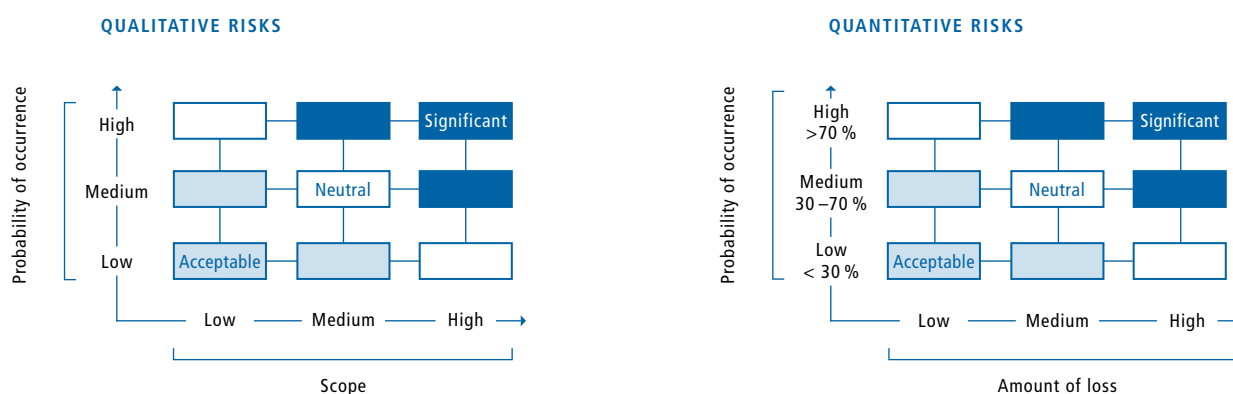 QUALITATIVE RISKS
Probability of occurrence
High
Significant
Medium
Neutral
Low
Acceptable
Low
Medium
High
Scope
QUANTITATIVE RISKS
Probability of occurrence
High
>70 %
Significant
Medium
30 –70 %
Neutral
Low
< 30 %
Acceptable
Low
Medium
High
Amount of loss